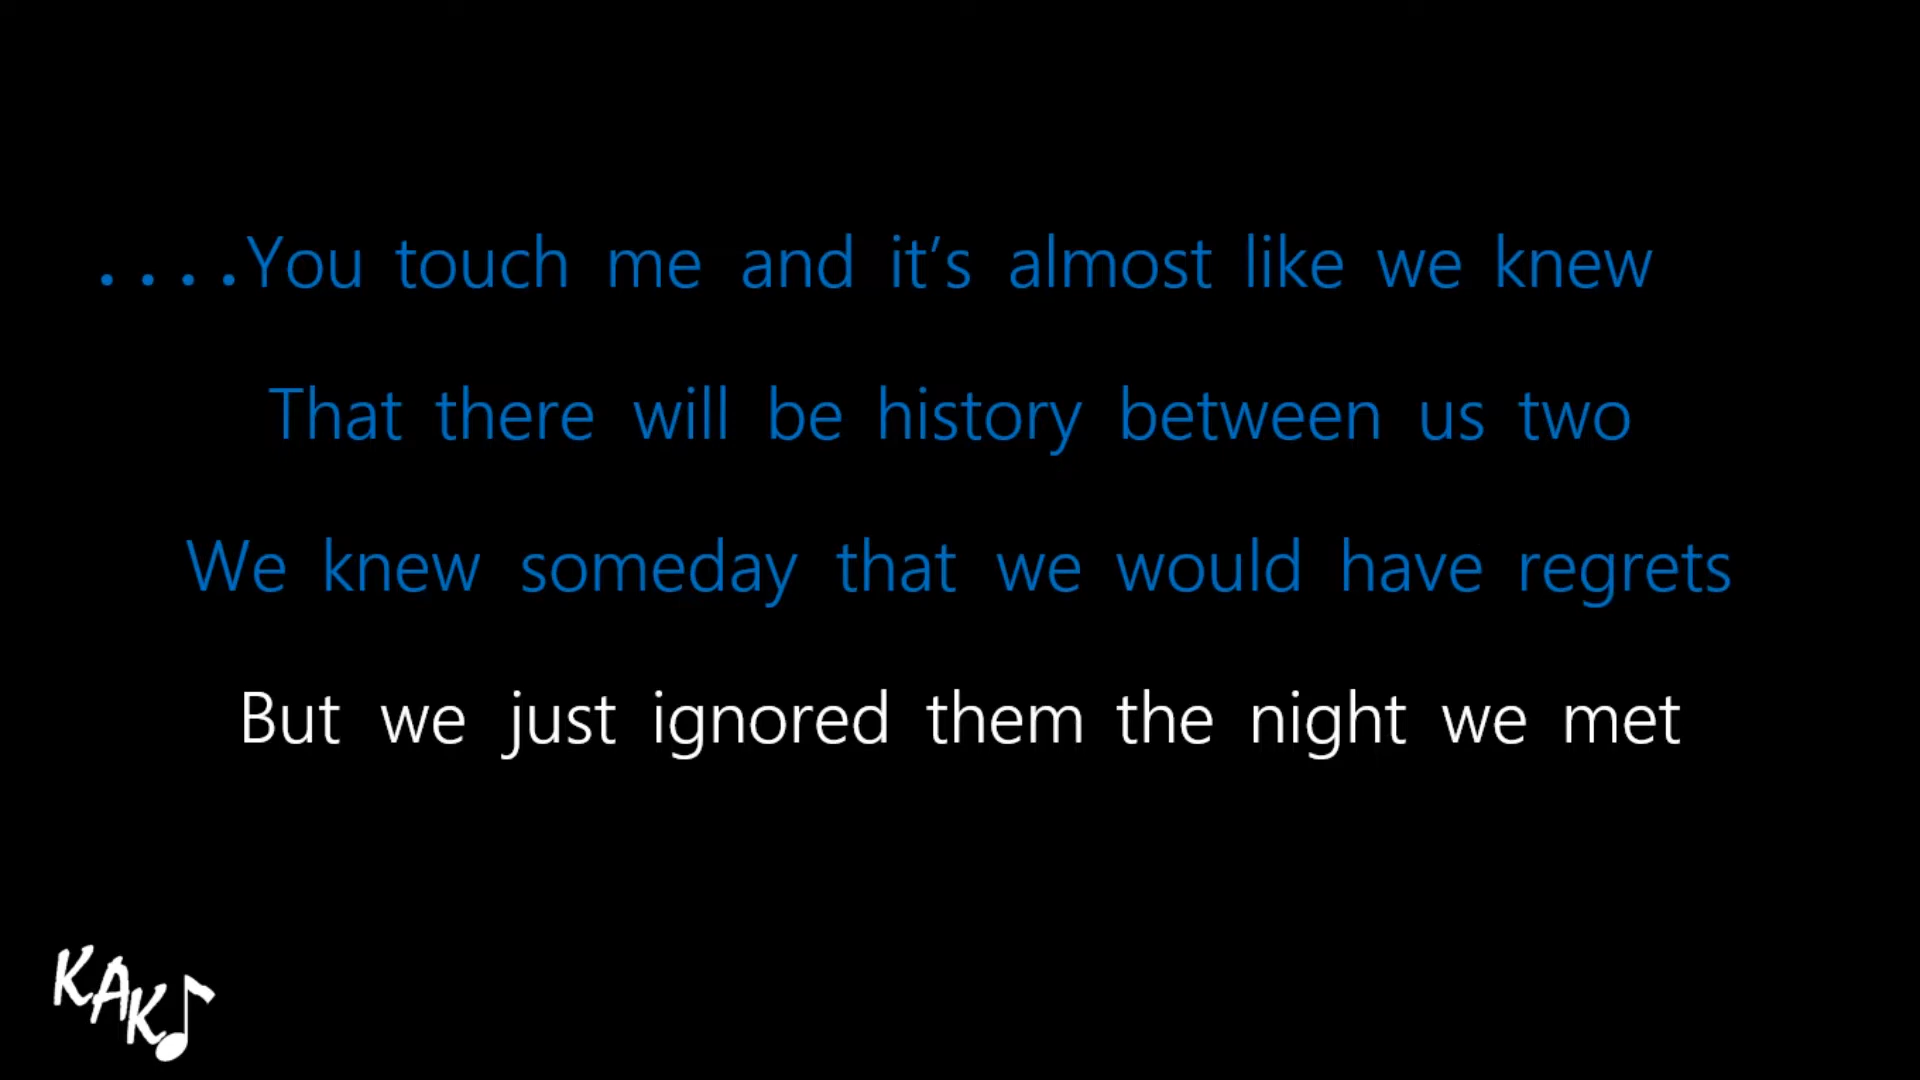 ....You touch me and it’s almost like we knew
That there will be history between us two
We knew someday that we would have regrets
But we just ignored them the night we met
KAK